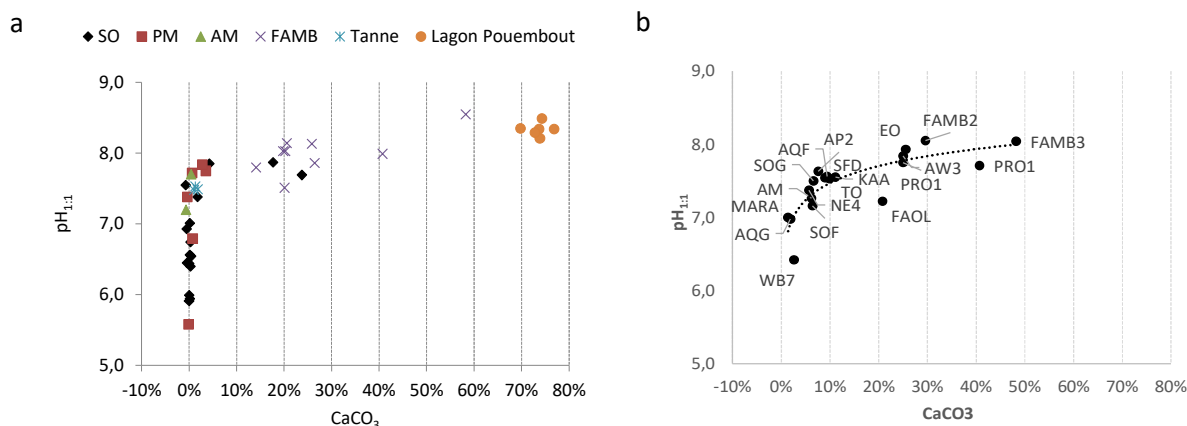 a
SO PM AM FAMB Tanne Lagon Pouembout
9,0
8,0
7,0
6,0
5,0
pH1:1
-10% 0% 10% 20% 30% 40% 50% 60% 70% 80%
CaCO3
b
9,0
8,0
7,0
6,0
5,0
pH1:1
FAMB2
EO
AP2
FAMB3
AQF
SFD
SOG
AW3
PRO1
KAA
PRO1
AM
TO
MARA
NE4
FAOL
AQG
SOF
WB7
-10% 0% 10% 20% 30% 40% 50% 60% 70% 80%
CaCO3